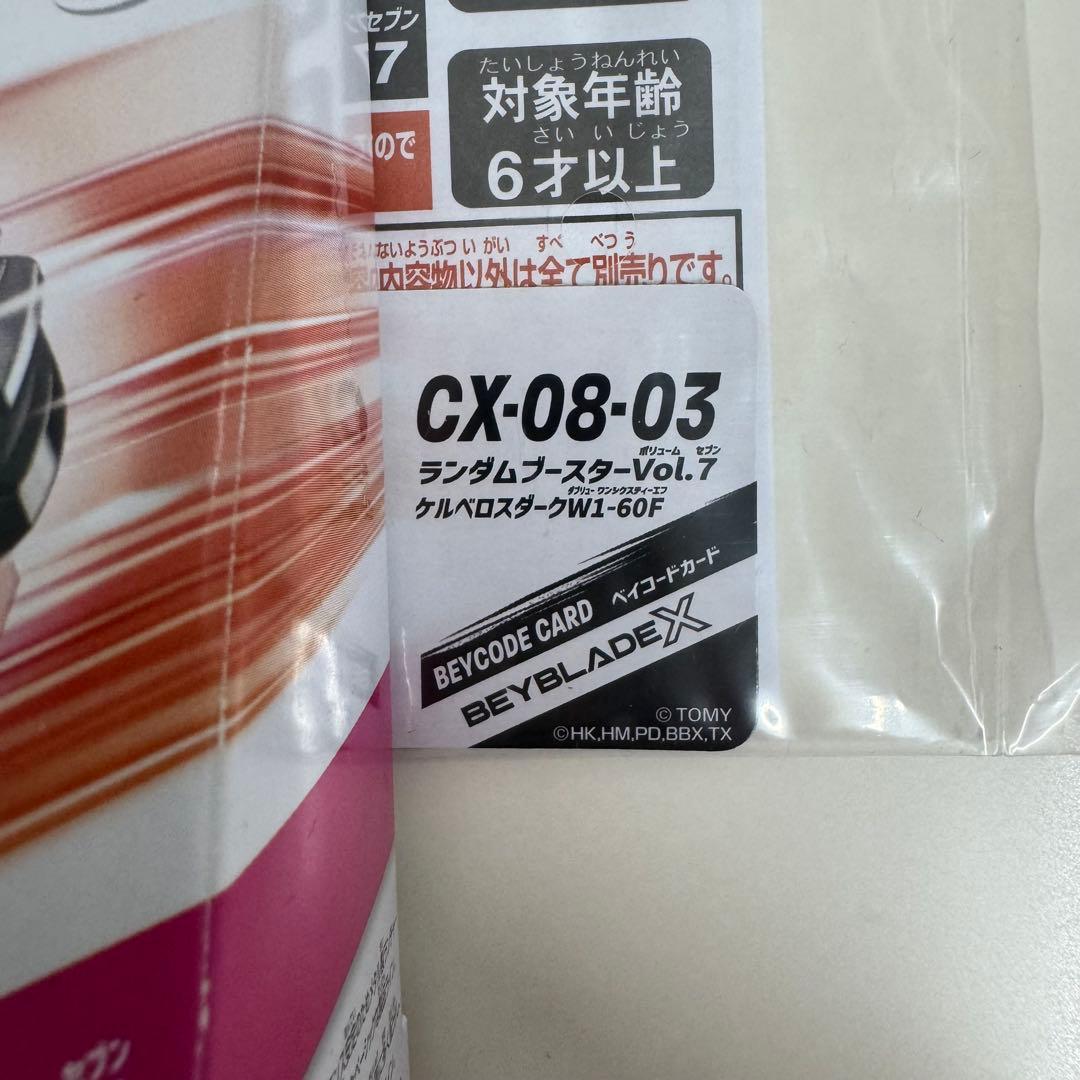 セブン
7
ので
たいしょうねんれい
対象年齢
さい いじょう
6才以上
ないようぶつ いがい すべ べつう
内容物以外は全て別売りです。
CX-08-03
ボリューム セブン
ランダムブースターVol.7
ダブリュー ワンシックスティーエフ
ケルベロスダークW1-60F
BEYCODE CARD ベイコードカード
BEYBLADE X
© TOMY
©HK,HM,PD,BBX,TX
セブン